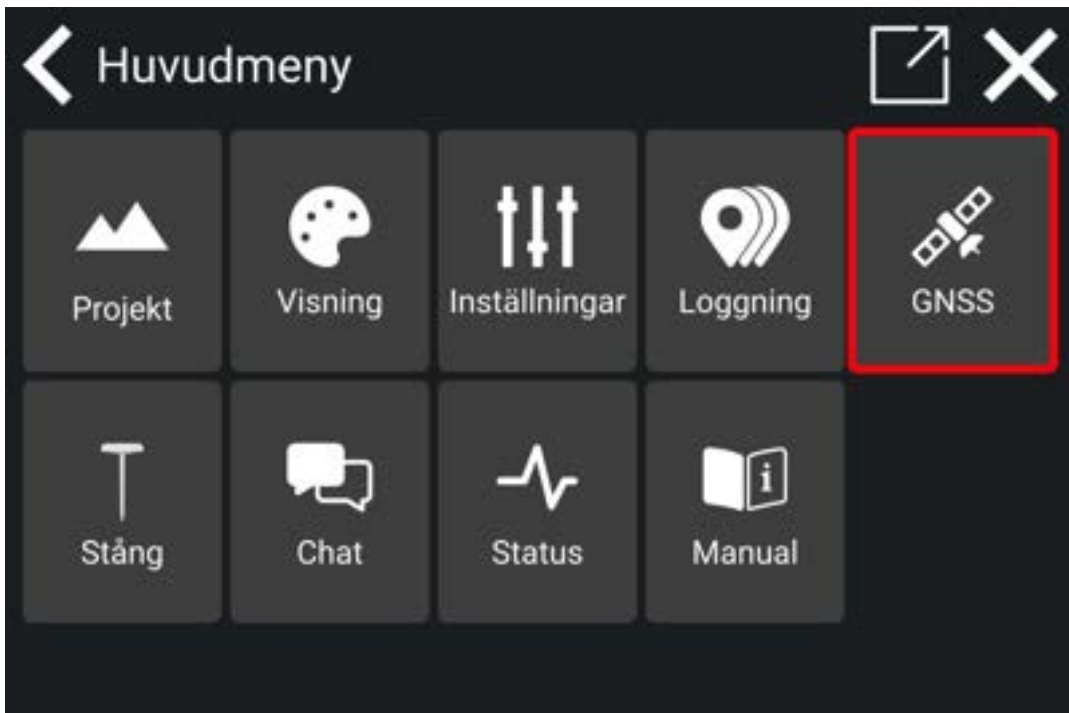 Huvudmeny
Projekt
Visning
Inställningar
Loggning
GNSS
Stång
Chat
Status
i
Manual